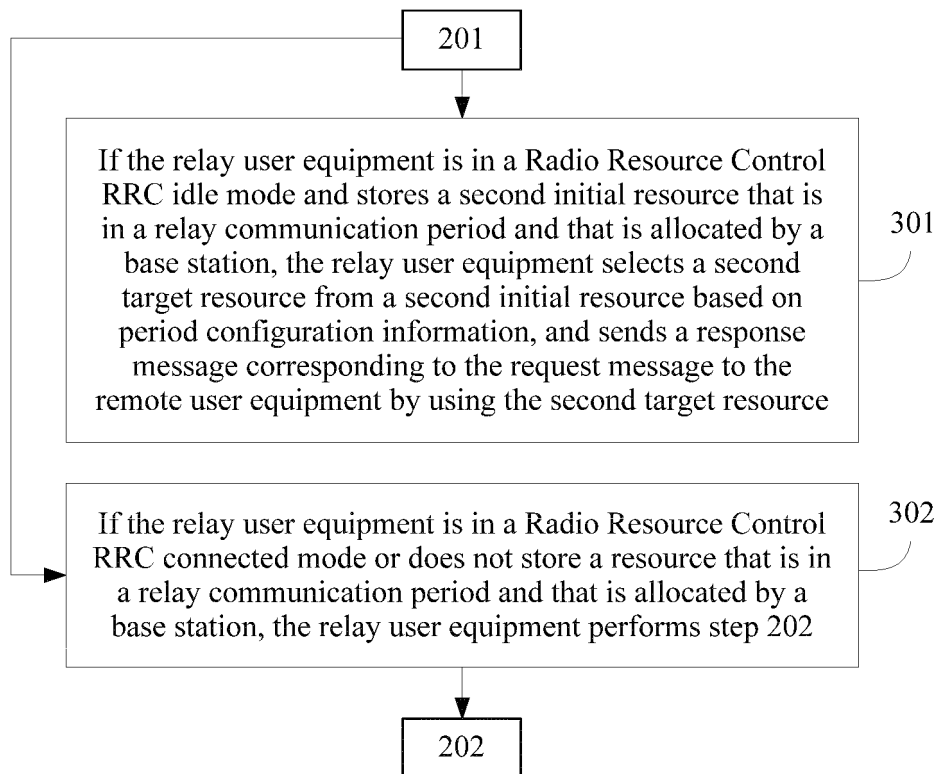 201
If the relay user equipment is in a Radio Resource Control
RRC idle mode and stores a second initial resource that is
in a relay communication period and that is allocated by a
base station, the relay user equipment selects a second
target resource from a second initial resource based on
period configuration information, and sends a response
message corresponding to the request message to the
remote user equipment by using the second target resource
301
If the relay user equipment is in a Radio Resource Control
RRC connected mode or does not store a resource that is in
a relay communication period and that is allocated by a
base station, the relay user equipment performs step 202
302
202